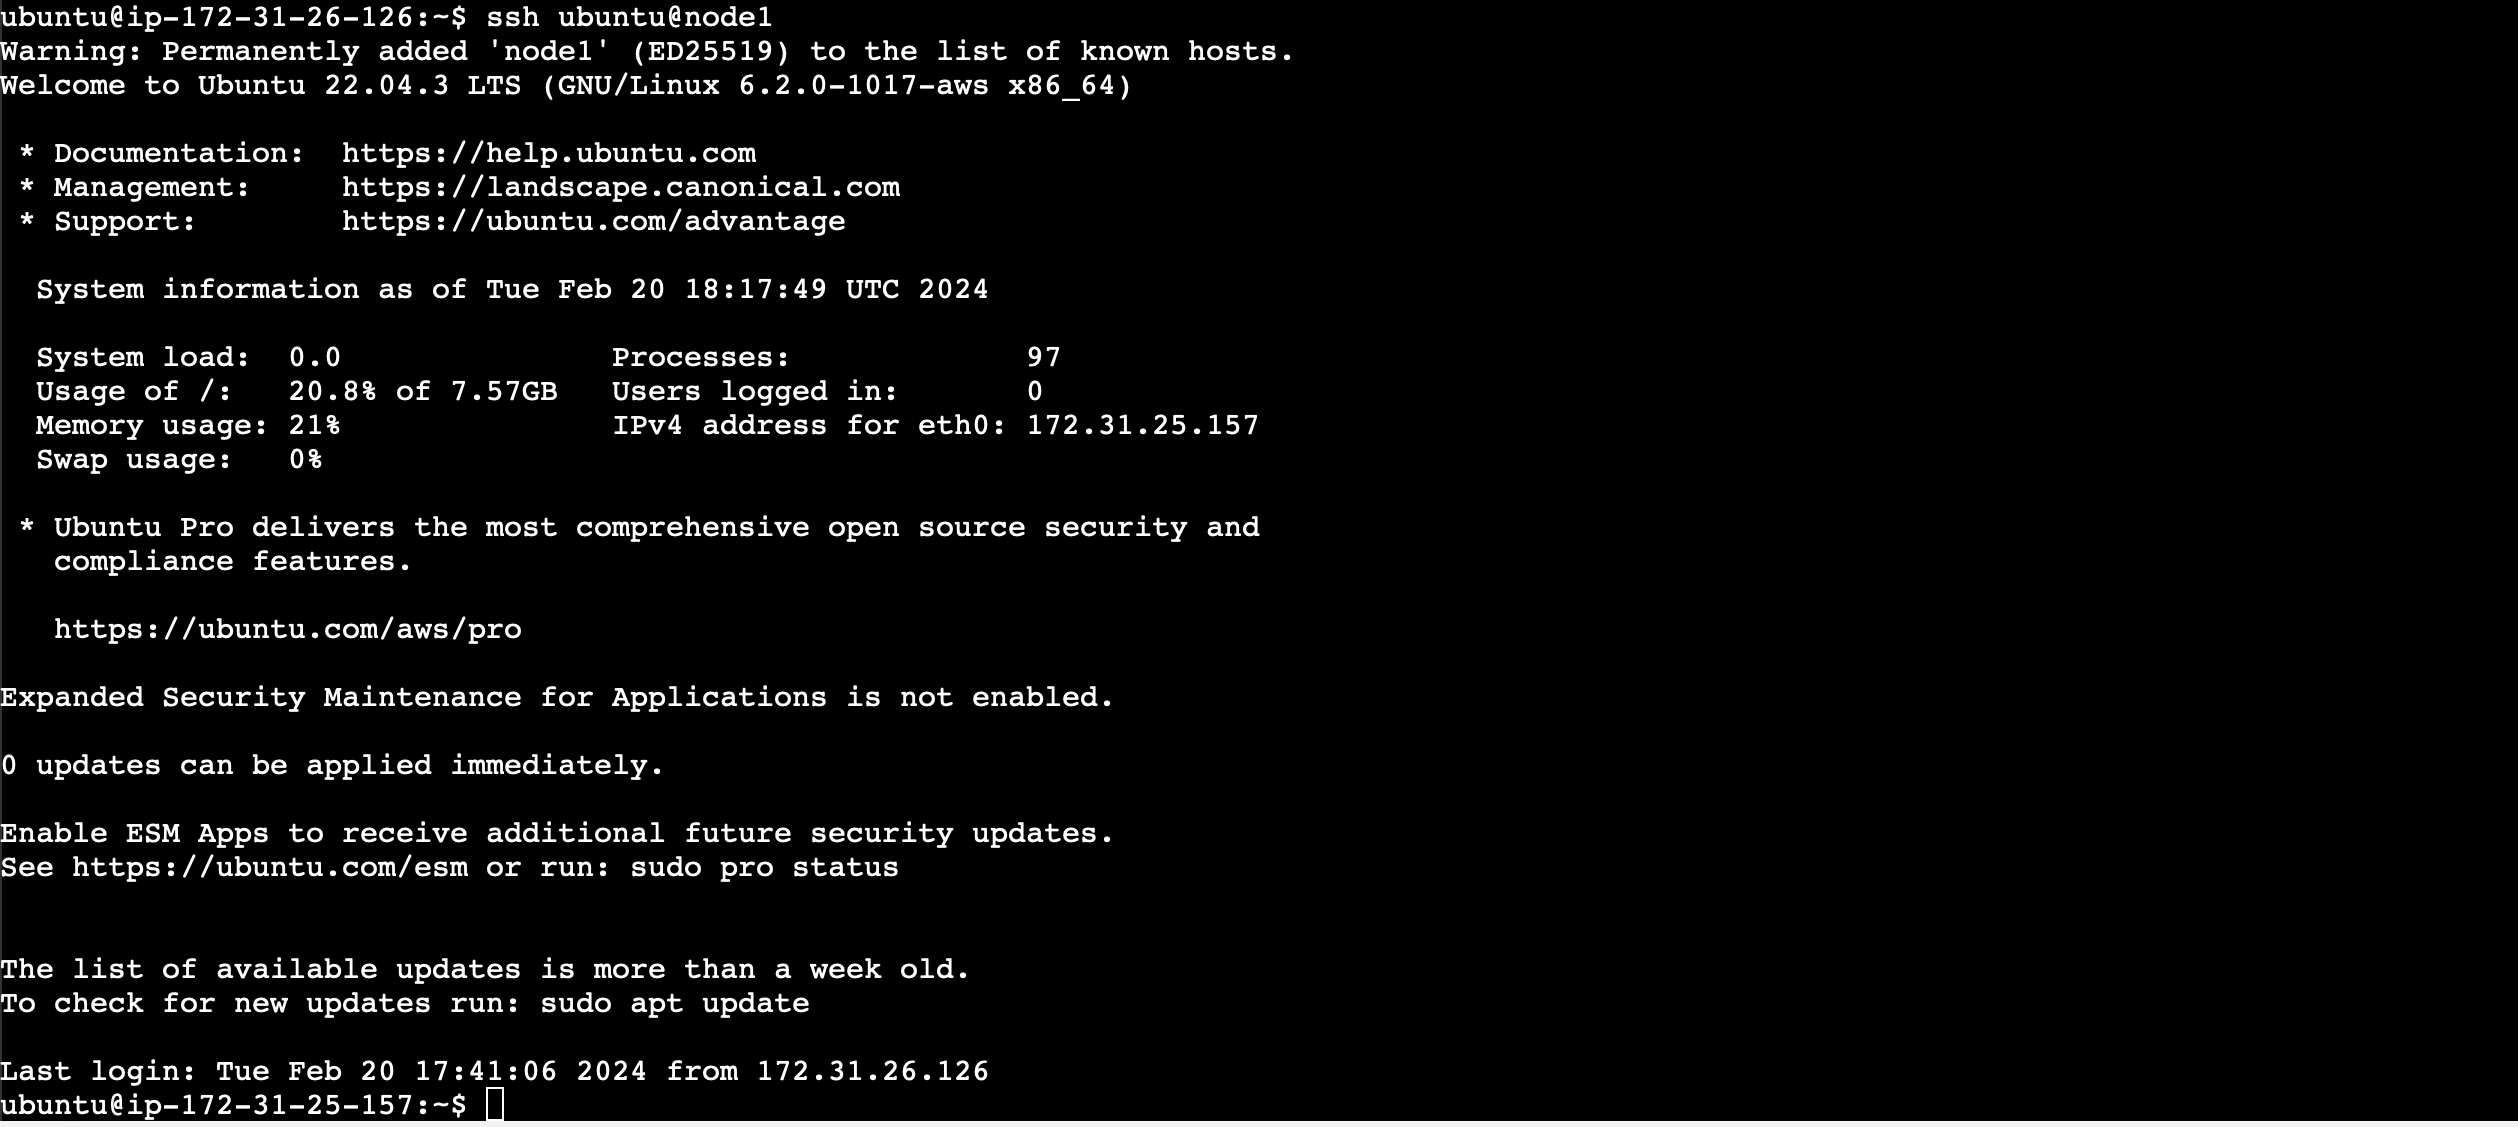 ubuntu@ip-172-31-26-126:~$ ssh ubuntu@node1
Warning: Permanently added 'node1' (ED25519) to the list of known hosts.
Welcome to Ubuntu 22.04.3 LTS (GNU/Linux 6.2.0-1017-aws x86_64)
* Documentation:  https://help.ubuntu.com
* Management:     https://landscape.canonical.com
* Support:        https://ubuntu.com/advantage
System information as of Tue Feb 20 18:17:49 UTC 2024
System load:  0.0               Processes:             97
Usage of /:   20.8% of 7.57GB   Users logged in:       0
Memory usage: 21%               IPv4 address for eth0: 172.31.25.157
Swap usage:   0%
* Ubuntu Pro delivers the most comprehensive open source security and
compliance features.
https://ubuntu.com/aws/pro
Expanded Security Maintenance for Applications is not enabled.
0 updates can be applied immediately.
Enable ESM Apps to receive additional future security updates.
See https://ubuntu.com/esm or run: sudo pro status
The list of available updates is more than a week old.
To check for new updates run: sudo apt update
Last login: Tue Feb 20 17:41:06 2024 from 172.31.26.126
ubuntu@ip-172-31-25-157:~$